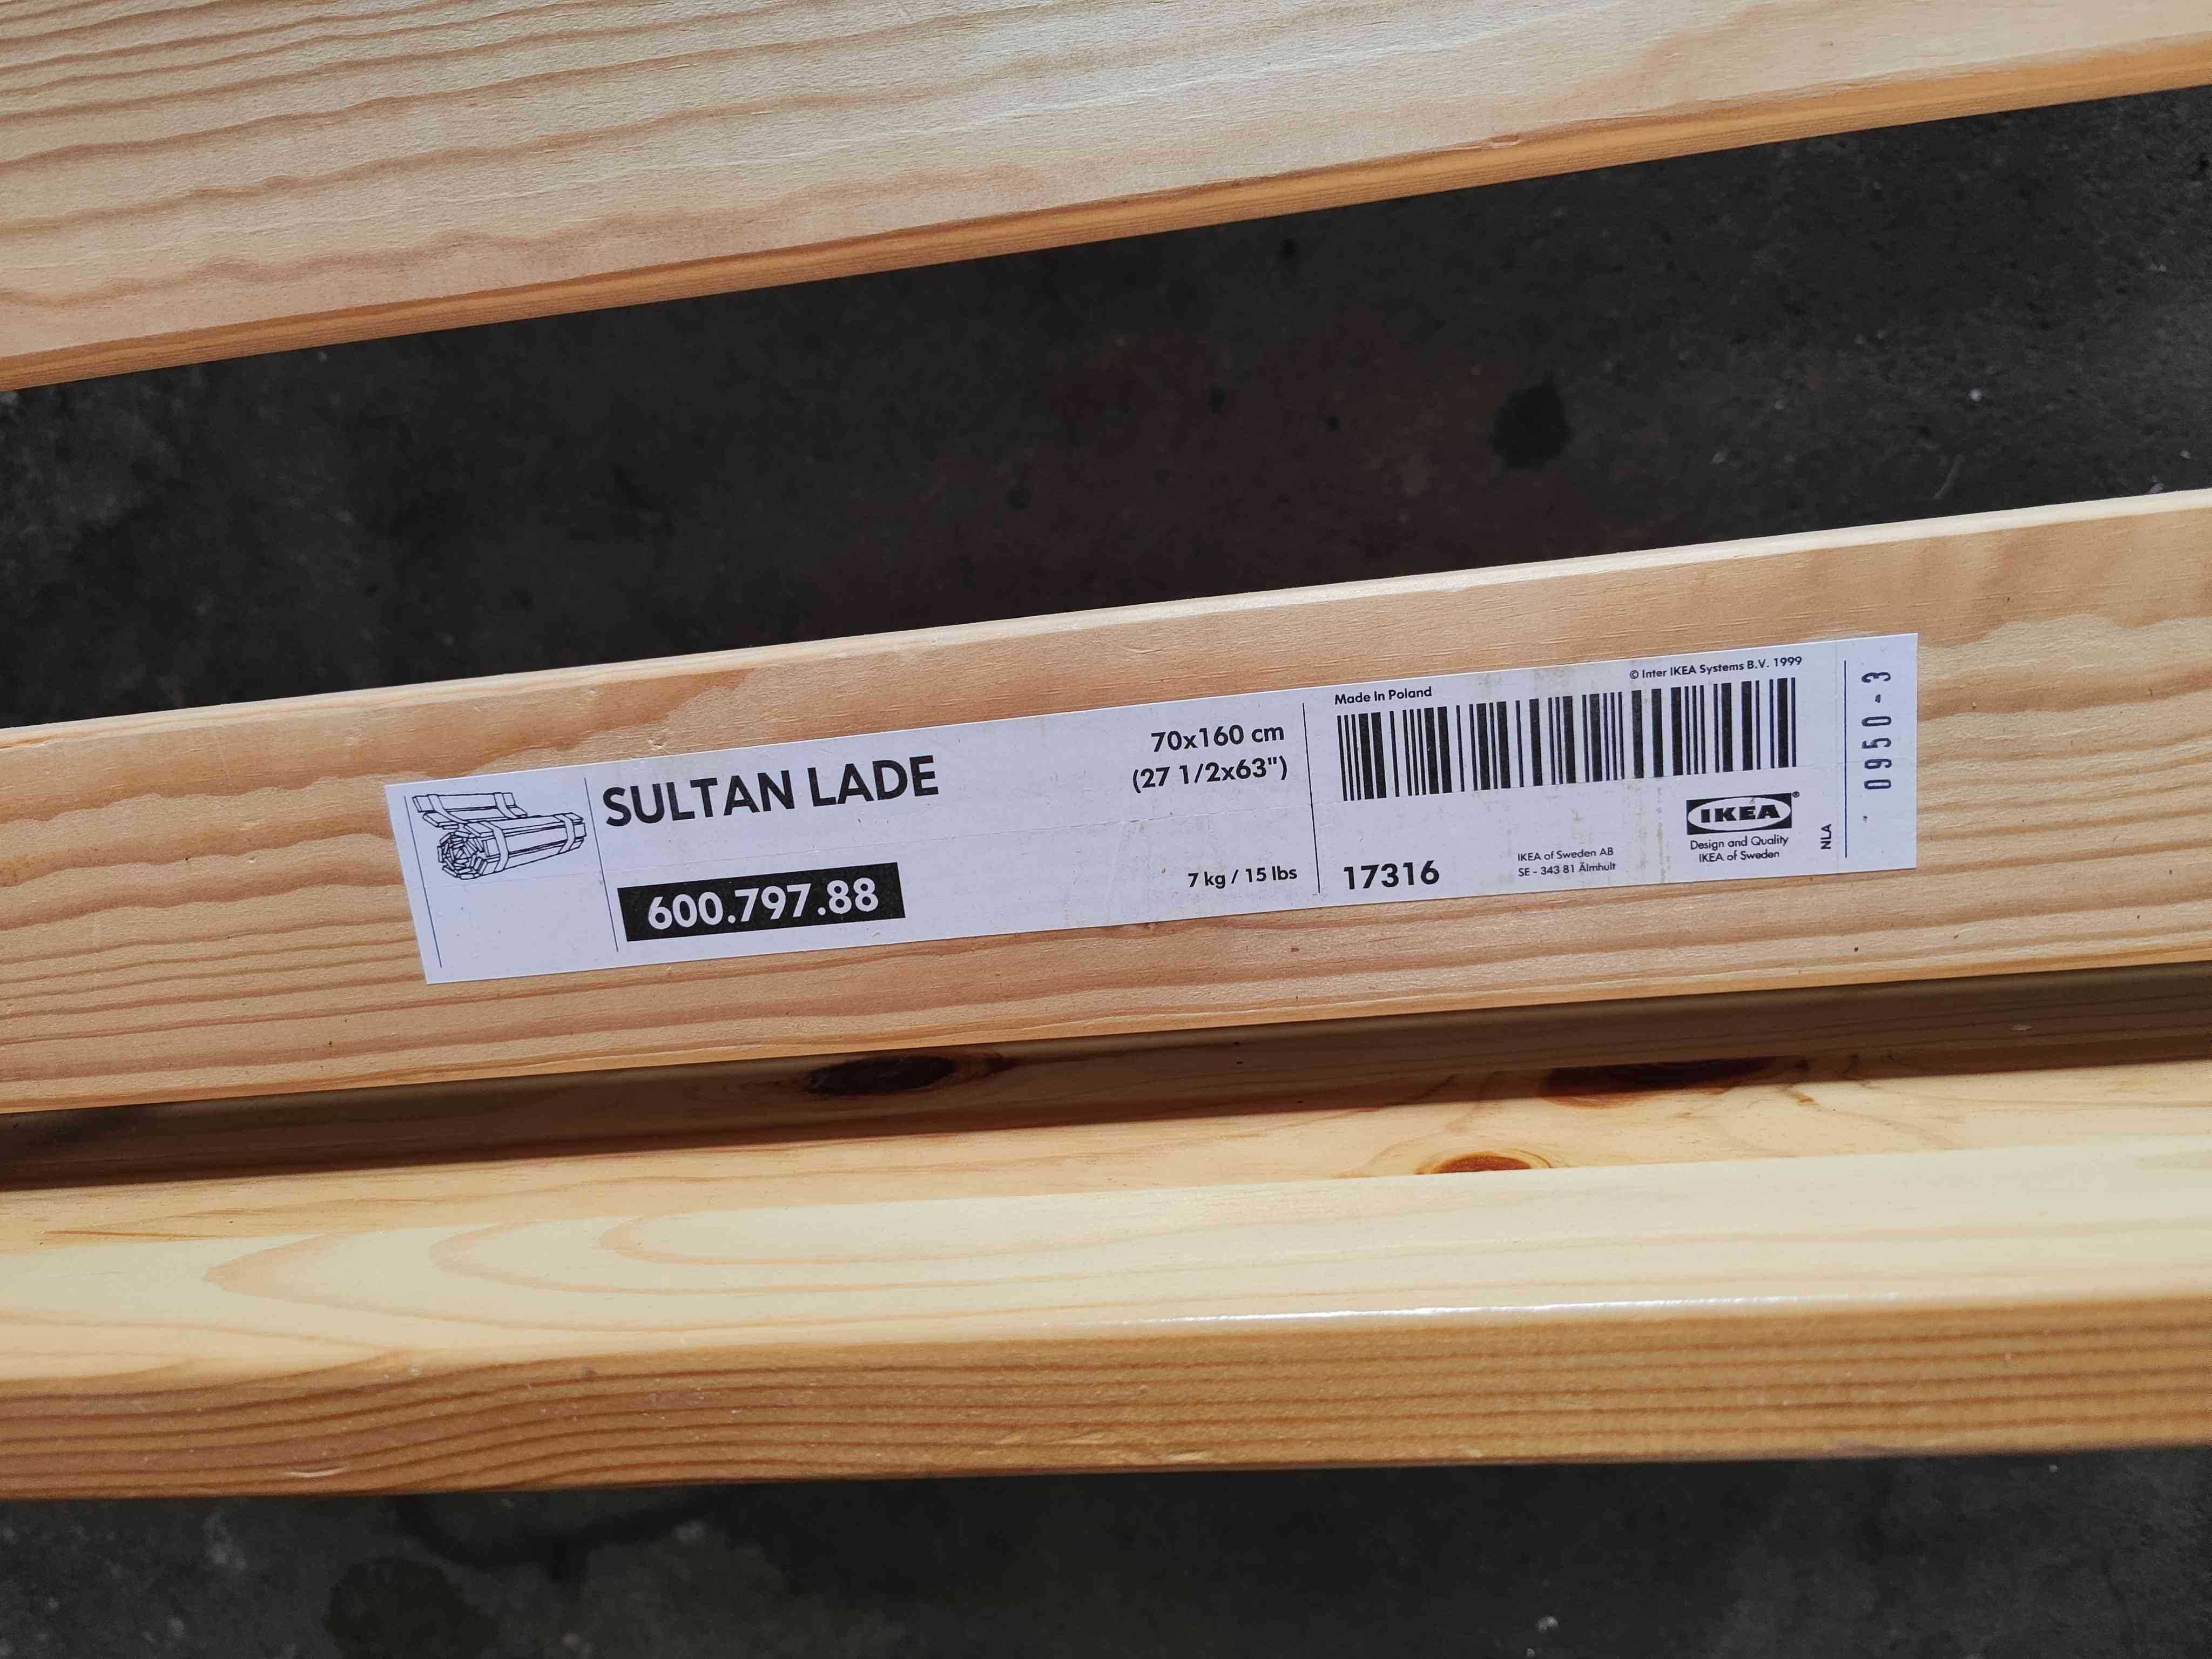 SULTAN LADE
70x160 cm
(27 1/2x63")
600.797.88
7 kg / 15 lbs
Made In Poland
© Inter IKEA Systems B.V. 1999
17316
IKEA of Sweden AB
SE - 343 81 Älmhult
IKEA®
Design and Quality
IKEA of Sweden
NLA
0950-3